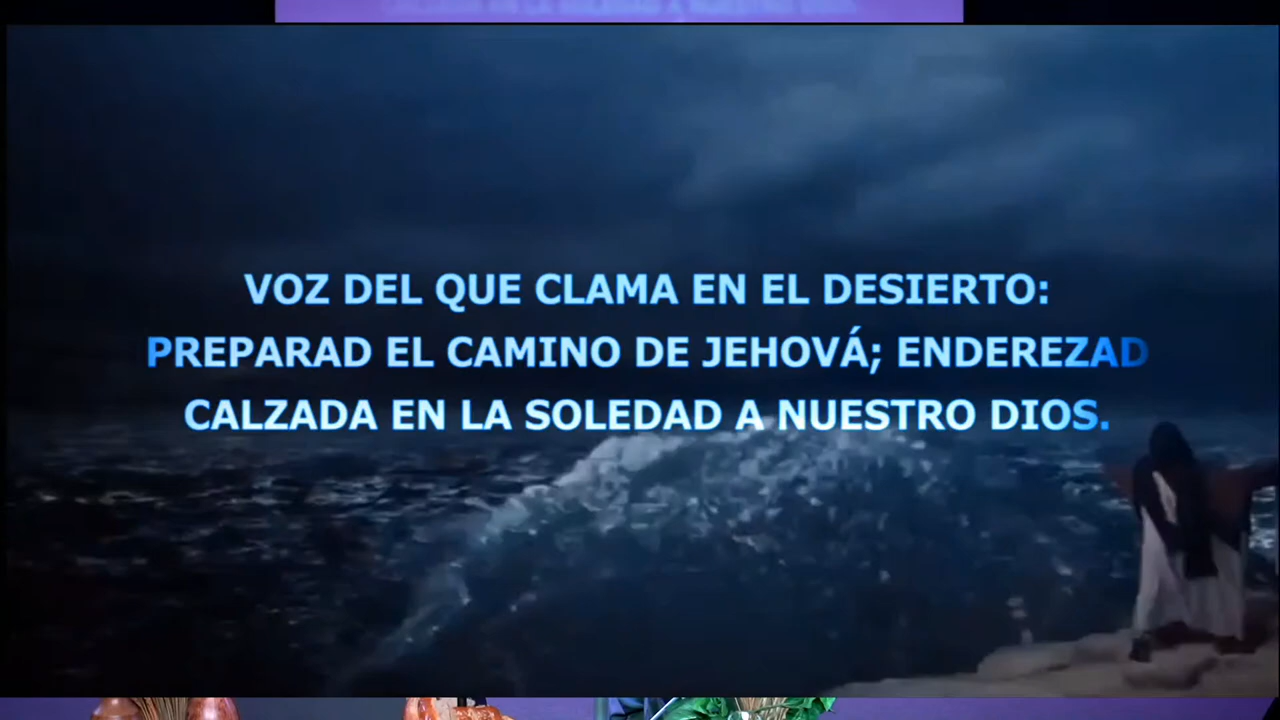 VOZ DEL QUE CLAMA EN EL DESIERTO:
PREPARAD EL CAMINO DE JEHOVÁ; ENDEREZAD
CALZADA EN LA SOLEDAD A NUESTRO DIOS.